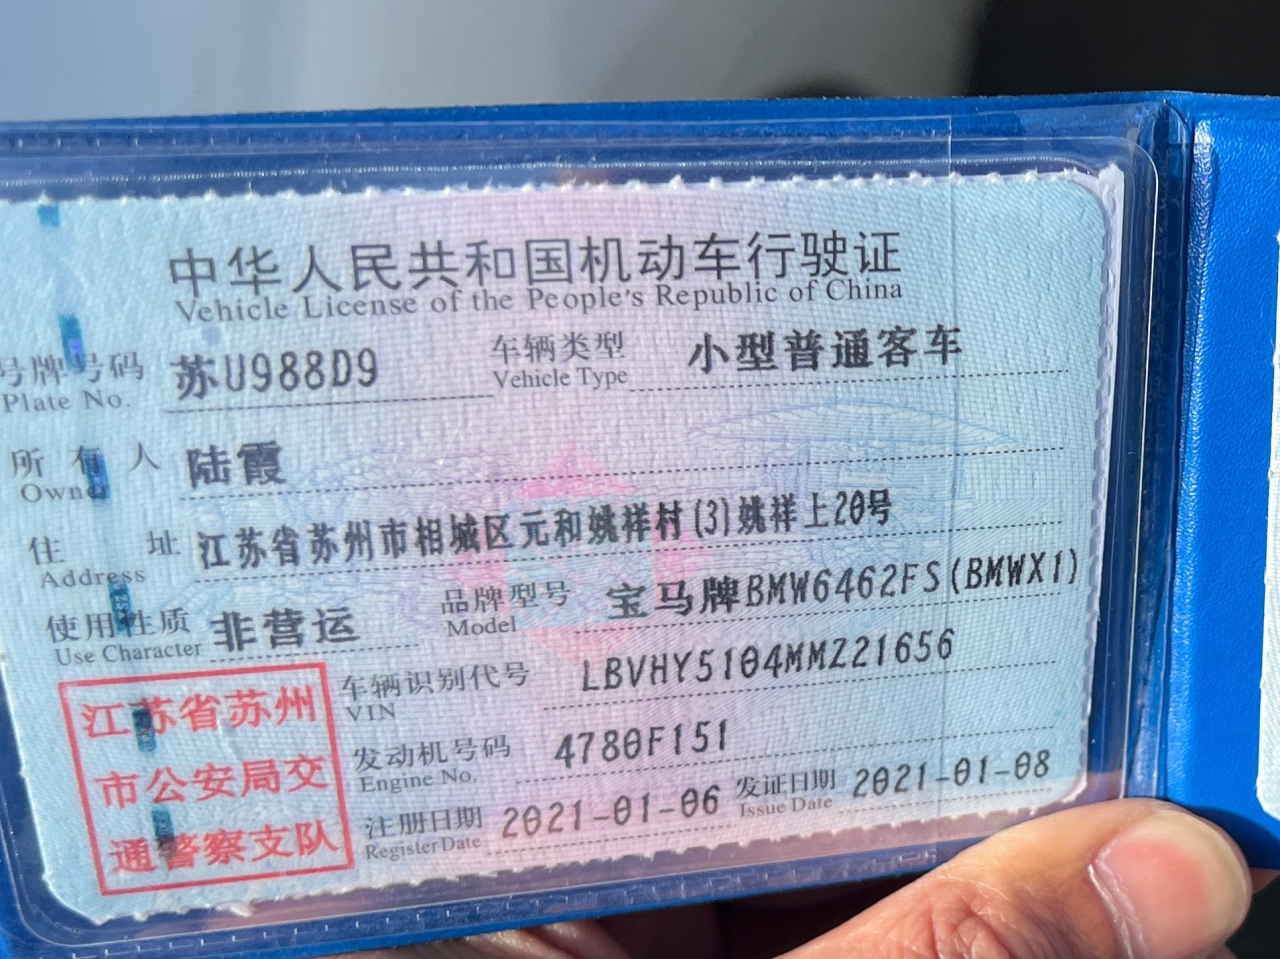 中华人民共和国机动车行驶证
Vehicle License of the People's Republic of China
号牌号码 苏U988D9 车辆类型 小型普通客车
Plate No. Vehicle Type
所有人 陆霞
Owner
住址 江苏省苏州市相城区元和姚祥村(3)姚祥上20号
Address
使用性质 非营运 品牌型号 宝马牌BMW6462FS(BMWX1)
Use Character Model
车辆识别代号 LBVHY5104MMZ21656
VIN
发动机号码 4780F151
Engine No.
注册日期 2021-01-06 发证日期 2021-01-08
Register Date Issue Date
江苏省苏州
市公安局交
通警察支队